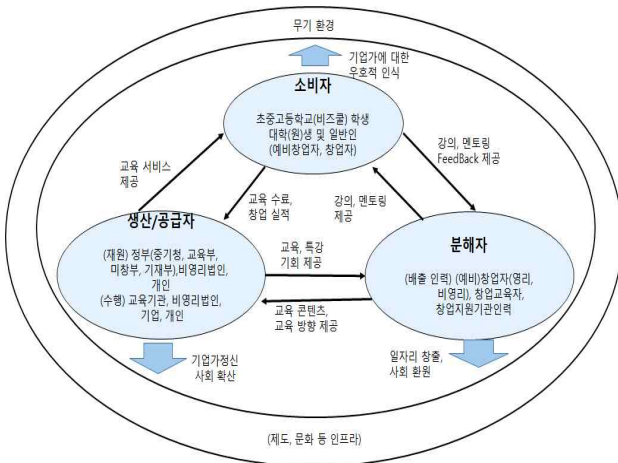 무기 환경
기업가에 대한
우호적 인식
소비자
초중고등학교(비즈쿨) 학생
대학(원)생 및 일반인
(예비창업자, 창업자)
강의, 멘토링
FeedBack 제공
교육 서비스
제공
교육 수료,
창업 실적
강의, 멘토링
제공
생산/공급자
(재원) 정부(중기청, 교육부,
미창부, 기재부),비영리법인,
개인
(수행) 교육기관, 비영리법인,
기업, 개인
교육, 특강
기회 제공
분해자
(배출 인력) (예비)창업자(영리,
비영리), 창업교육자,
창업지원기관인력
교육 콘텐츠,
교육 방향 제공
기업가정신
사회 확산
일자리 창출,
사회 환원
(제도, 문화 등 인프라)